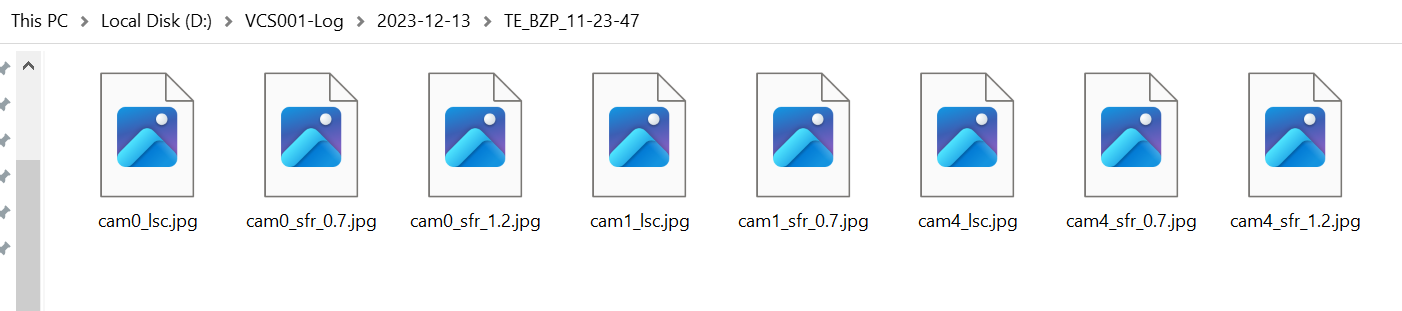 This PC > Local Disk (D:) > VCS001-Log > 2023-12-13 > TE_BZP_11-23-47
cam0_lsc.jpg cam0_sfr_0.7.jpg cam0_sfr_1.2.jpg cam1_lsc.jpg cam1_sfr_0.7.jpg cam4_lsc.jpg cam4_sfr_0.7.jpg cam4_sfr_1.2.jpg